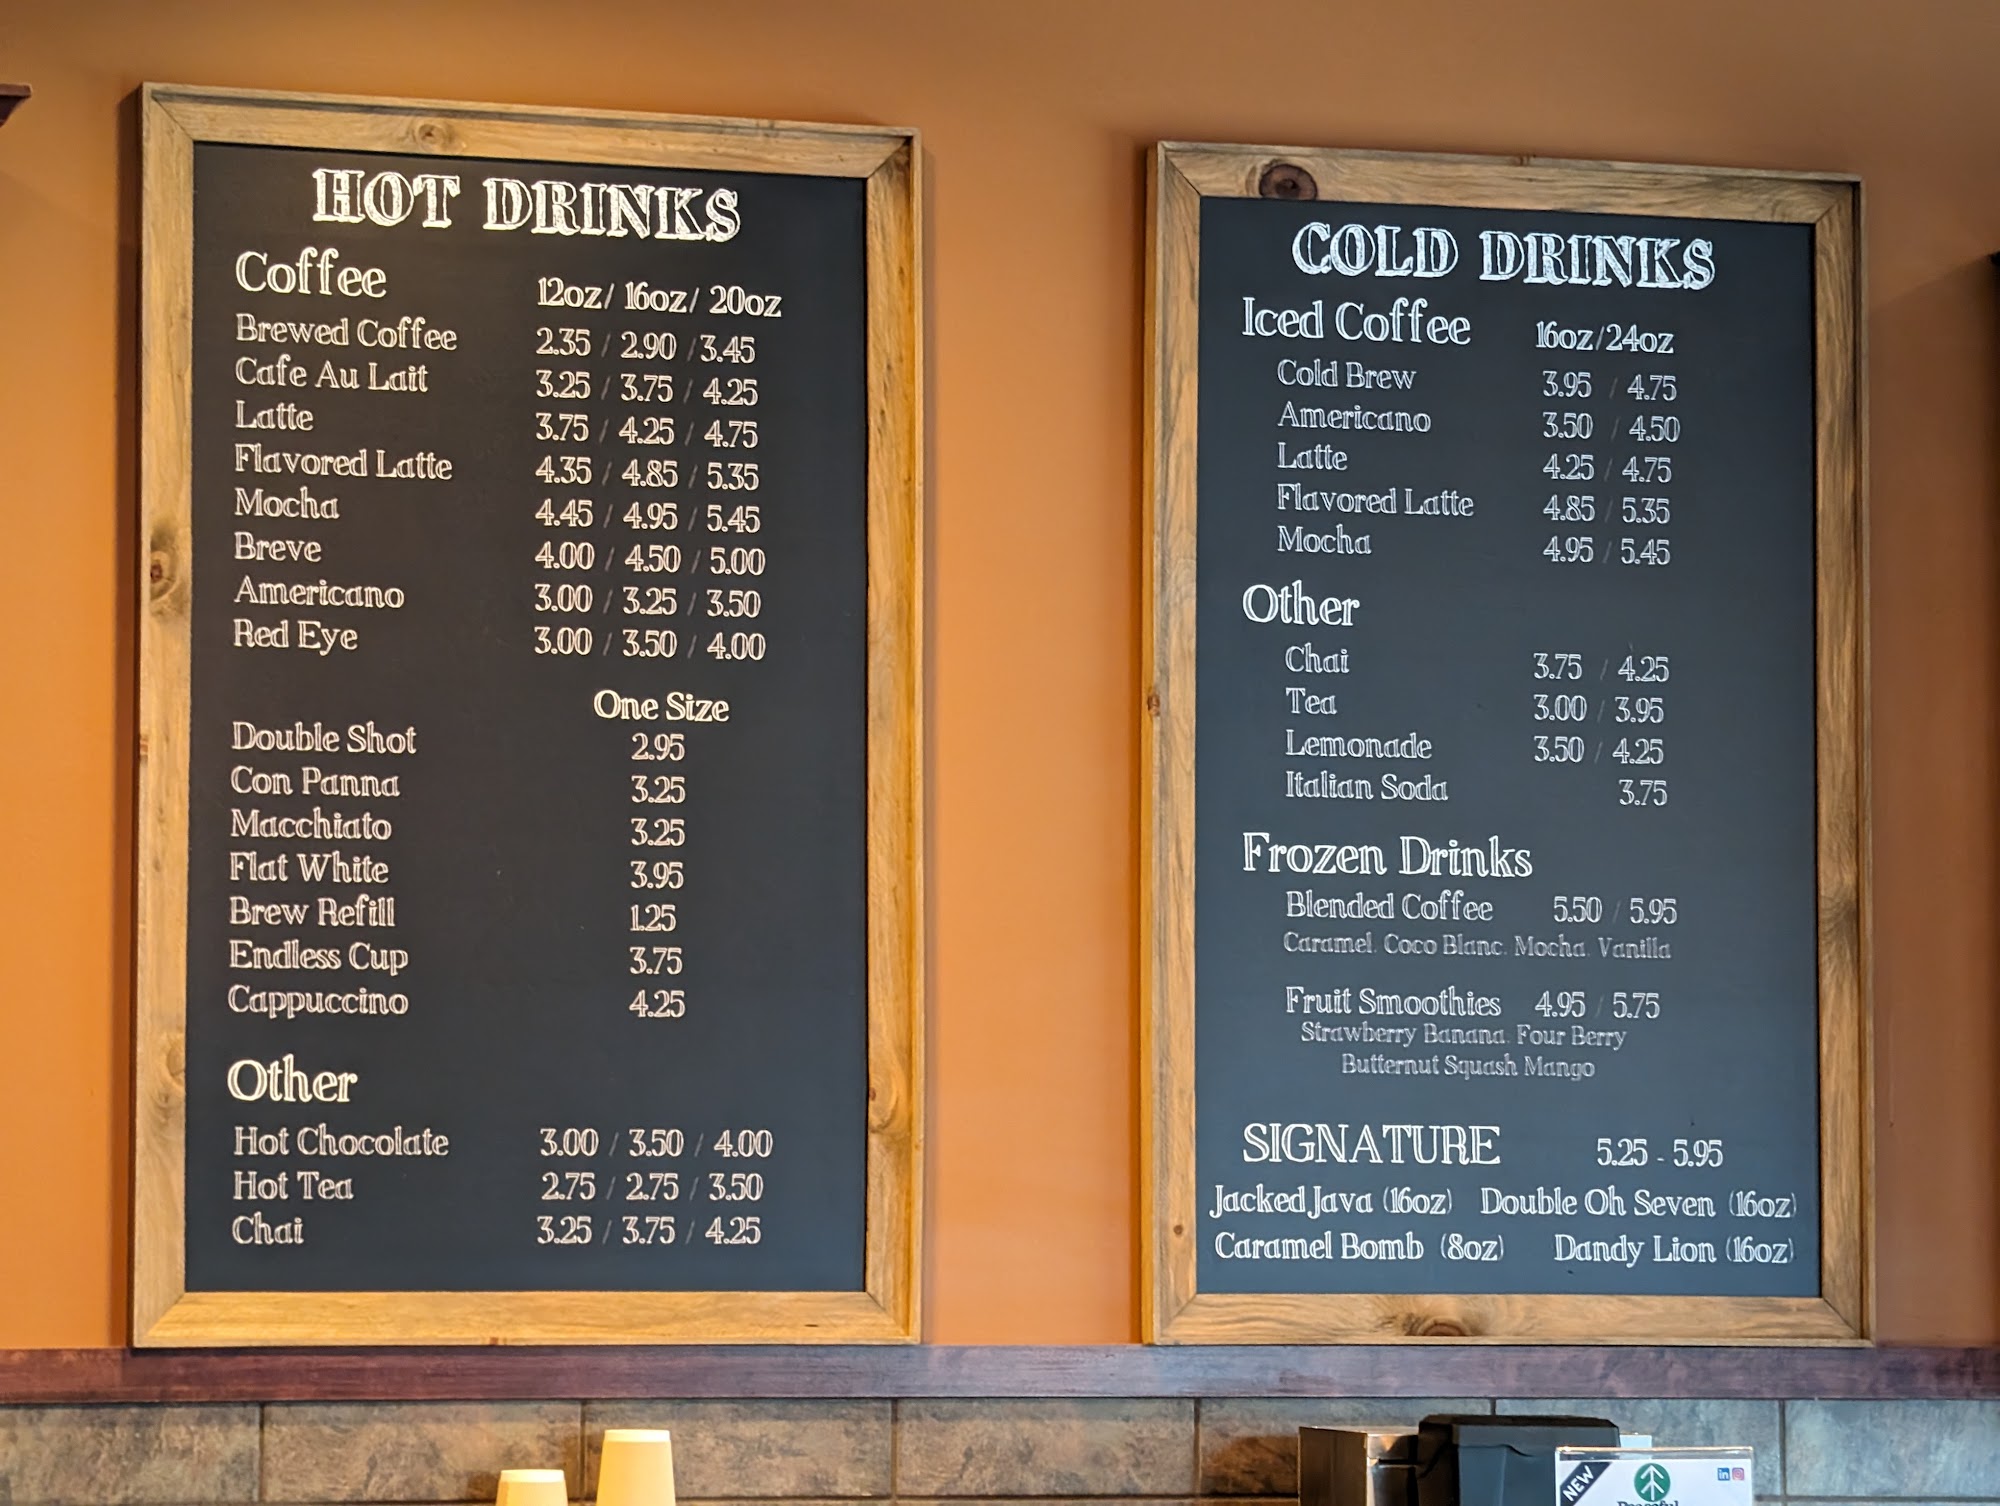 HOT DRINKS
Coffee 12oz/ 16oz/ 20oz
Brewed Coffee 2.35 / 2.90 / 3.45
Cafe Au Lait 3.25 / 3.75 / 4.25
Latte 3.75 / 4.25 / 4.75
Flavored Latte 4.35 / 4.85 / 5.35
Mocha 4.45 / 4.95 / 5.45
Breve 4.00 / 4.50 / 5.00
Americano 3.00 / 3.25 / 3.50
Red Eye 3.00 / 3.50 / 4.00
One Size
Double Shot 2.95
Con Panna 3.25
Macchiato 3.25
Flat White 3.95
Brew Refill 1.25
Endless Cup 3.75
Cappuccino 4.25
Other
Hot Chocolate 3.00 / 3.50 / 4.00
Hot Tea 2.75 / 2.75 / 3.50
Chai 3.25 / 3.75 / 4.25
COLD DRINKS
Iced Coffee 16oz/24oz
Cold Brew 3.95 / 4.75
Americano 3.50 / 4.50
Latte 4.25 / 4.75
Flavored Latte 4.85 / 5.35
Mocha 4.95 / 5.45
Other
Chai 3.75 / 4.25
Tea 3.00 / 3.95
Lemonade 3.50 / 4.25
Italian Soda 3.75
Frozen Drinks
Blended Coffee 5.50 / 5.95
Caramel, Coco Blanc, Mocha, Vanilla
Fruit Smoothies 4.95 / 5.75
Strawberry Banana, Four Berry
Butternut Squash Mango
SIGNATURE 5.25 - 5.95
Jacked Java (16oz) Double Oh Seven (16oz)
Caramel Bomb (8oz) Dandy Lion (16oz)
NEW
in